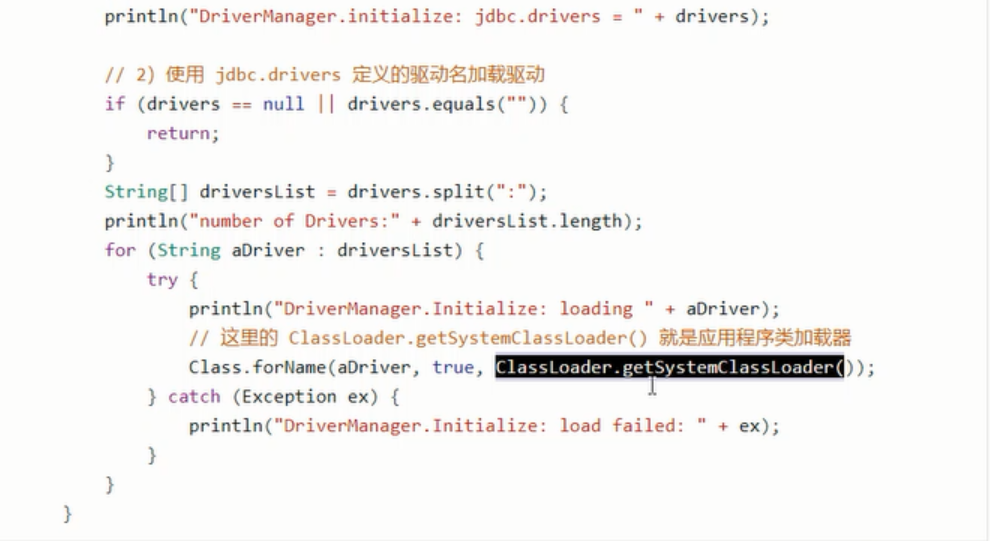 println("DriverManager.initialize: jdbc.drivers = " + drivers);
// 2) 使用 jdbc.drivers 定义的驱动名加载驱动
if (drivers == null || drivers.equals("")) {
return;
}
String[] driversList = drivers.split(":");
println("number of Drivers:" + driversList.length);
for (String aDriver : driversList) {
try {
println("DriverManager.Initialize: loading " + aDriver);
// 这里的 ClassLoader.getSystemClassLoader() 就是应用程序类加载器
Class.forName(aDriver, true, ClassLoader.getSystemClassLoader());
} catch (Exception ex) {
println("DriverManager.Initialize: load failed: " + ex);
}
}
}